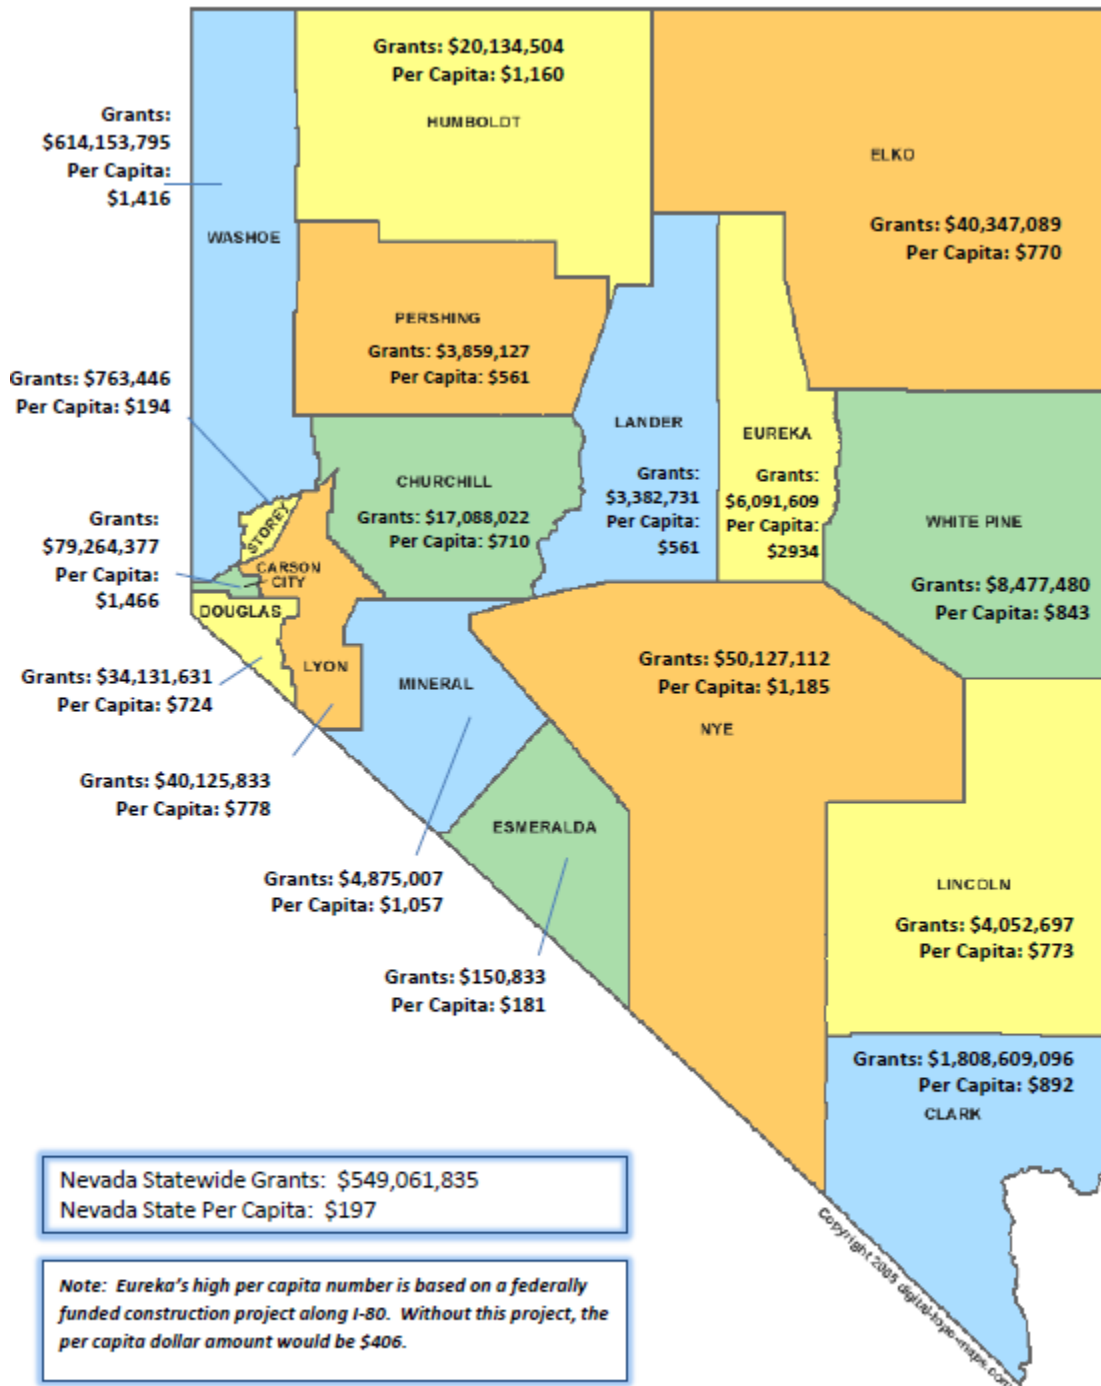 Grants: $20,134,504
Per Capita: $1,160
HUMBOLDT
Grants:
$614,153,795
Per Capita:
$1,416
WASHOE
ELKO
Grants: $40,347,089
Per Capita: $770
PERSHING
Grants: $3,859,127
Per Capita: $561
Grants: $763,446
Per Capita: $194
STOREY
LANDER
Grants:
$3,382,731
Per Capita:
$561
EUREKA
Grants:
$6,091,609
Per Capita:
$2934
CHURCHILL
Grants: $17,088,022
Per Capita: $710
WHITE PINE
Grants: $8,477,480
Per Capita: $843
Grants:
$79,264,377
Per Capita:
$1,466
CARSON
CITY
DOUGLAS
Grants: $34,131,631
Per Capita: $724
LYON
Grants: $40,125,833
Per Capita: $778
MINERAL
Grants: $4,875,007
Per Capita: $1,057
Grants: $50,127,112
Per Capita: $1,185
NYE
ESMERALDA
Grants: $150,833
Per Capita: $181
LINCOLN
Grants: $4,052,697
Per Capita: $773
Grants: $1,808,609,096
Per Capita: $892
CLARK
Nevada Statewide Grants: $549,061,835
Nevada State Per Capita: $197
Note: Eureka's high per capita number is based on a federally
funded construction project along I-80. Without this project, the
per capita dollar amount would be $406.
Copyright 2005 digital-topo-maps.com